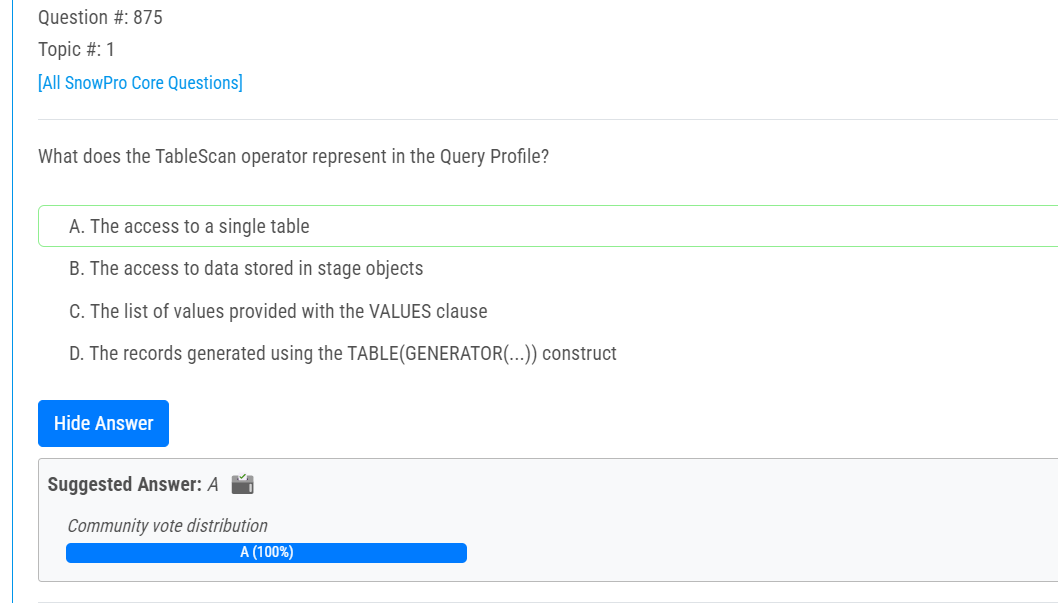 Question #: 875
Topic #: 1
[All SnowPro Core Questions]
What does the TableScan operator represent in the Query Profile?
A. The access to a single table
B. The access to data stored in stage objects
C. The list of values provided with the VALUES clause
D. The records generated using the TABLE(GENERATOR(...)) construct
Hide Answer
Suggested Answer: A
Community vote distribution
A (100%)